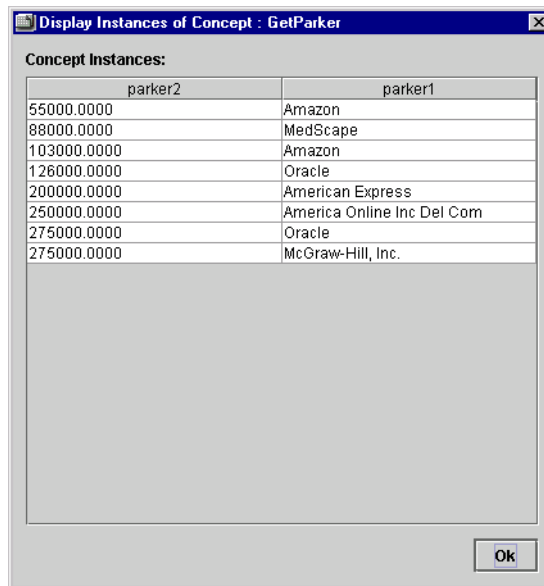 Display Instances of Concept : GetParker
Concept Instances:
parker2 parker1
55000.0000 Amazon
88000.0000 MedScape
103000.0000 Amazon
126000.0000 Oracle
200000.0000 American Express
250000.0000 America Online Inc Del Com
275000.0000 Oracle
275000.0000 McGraw-Hill, Inc.
Ok